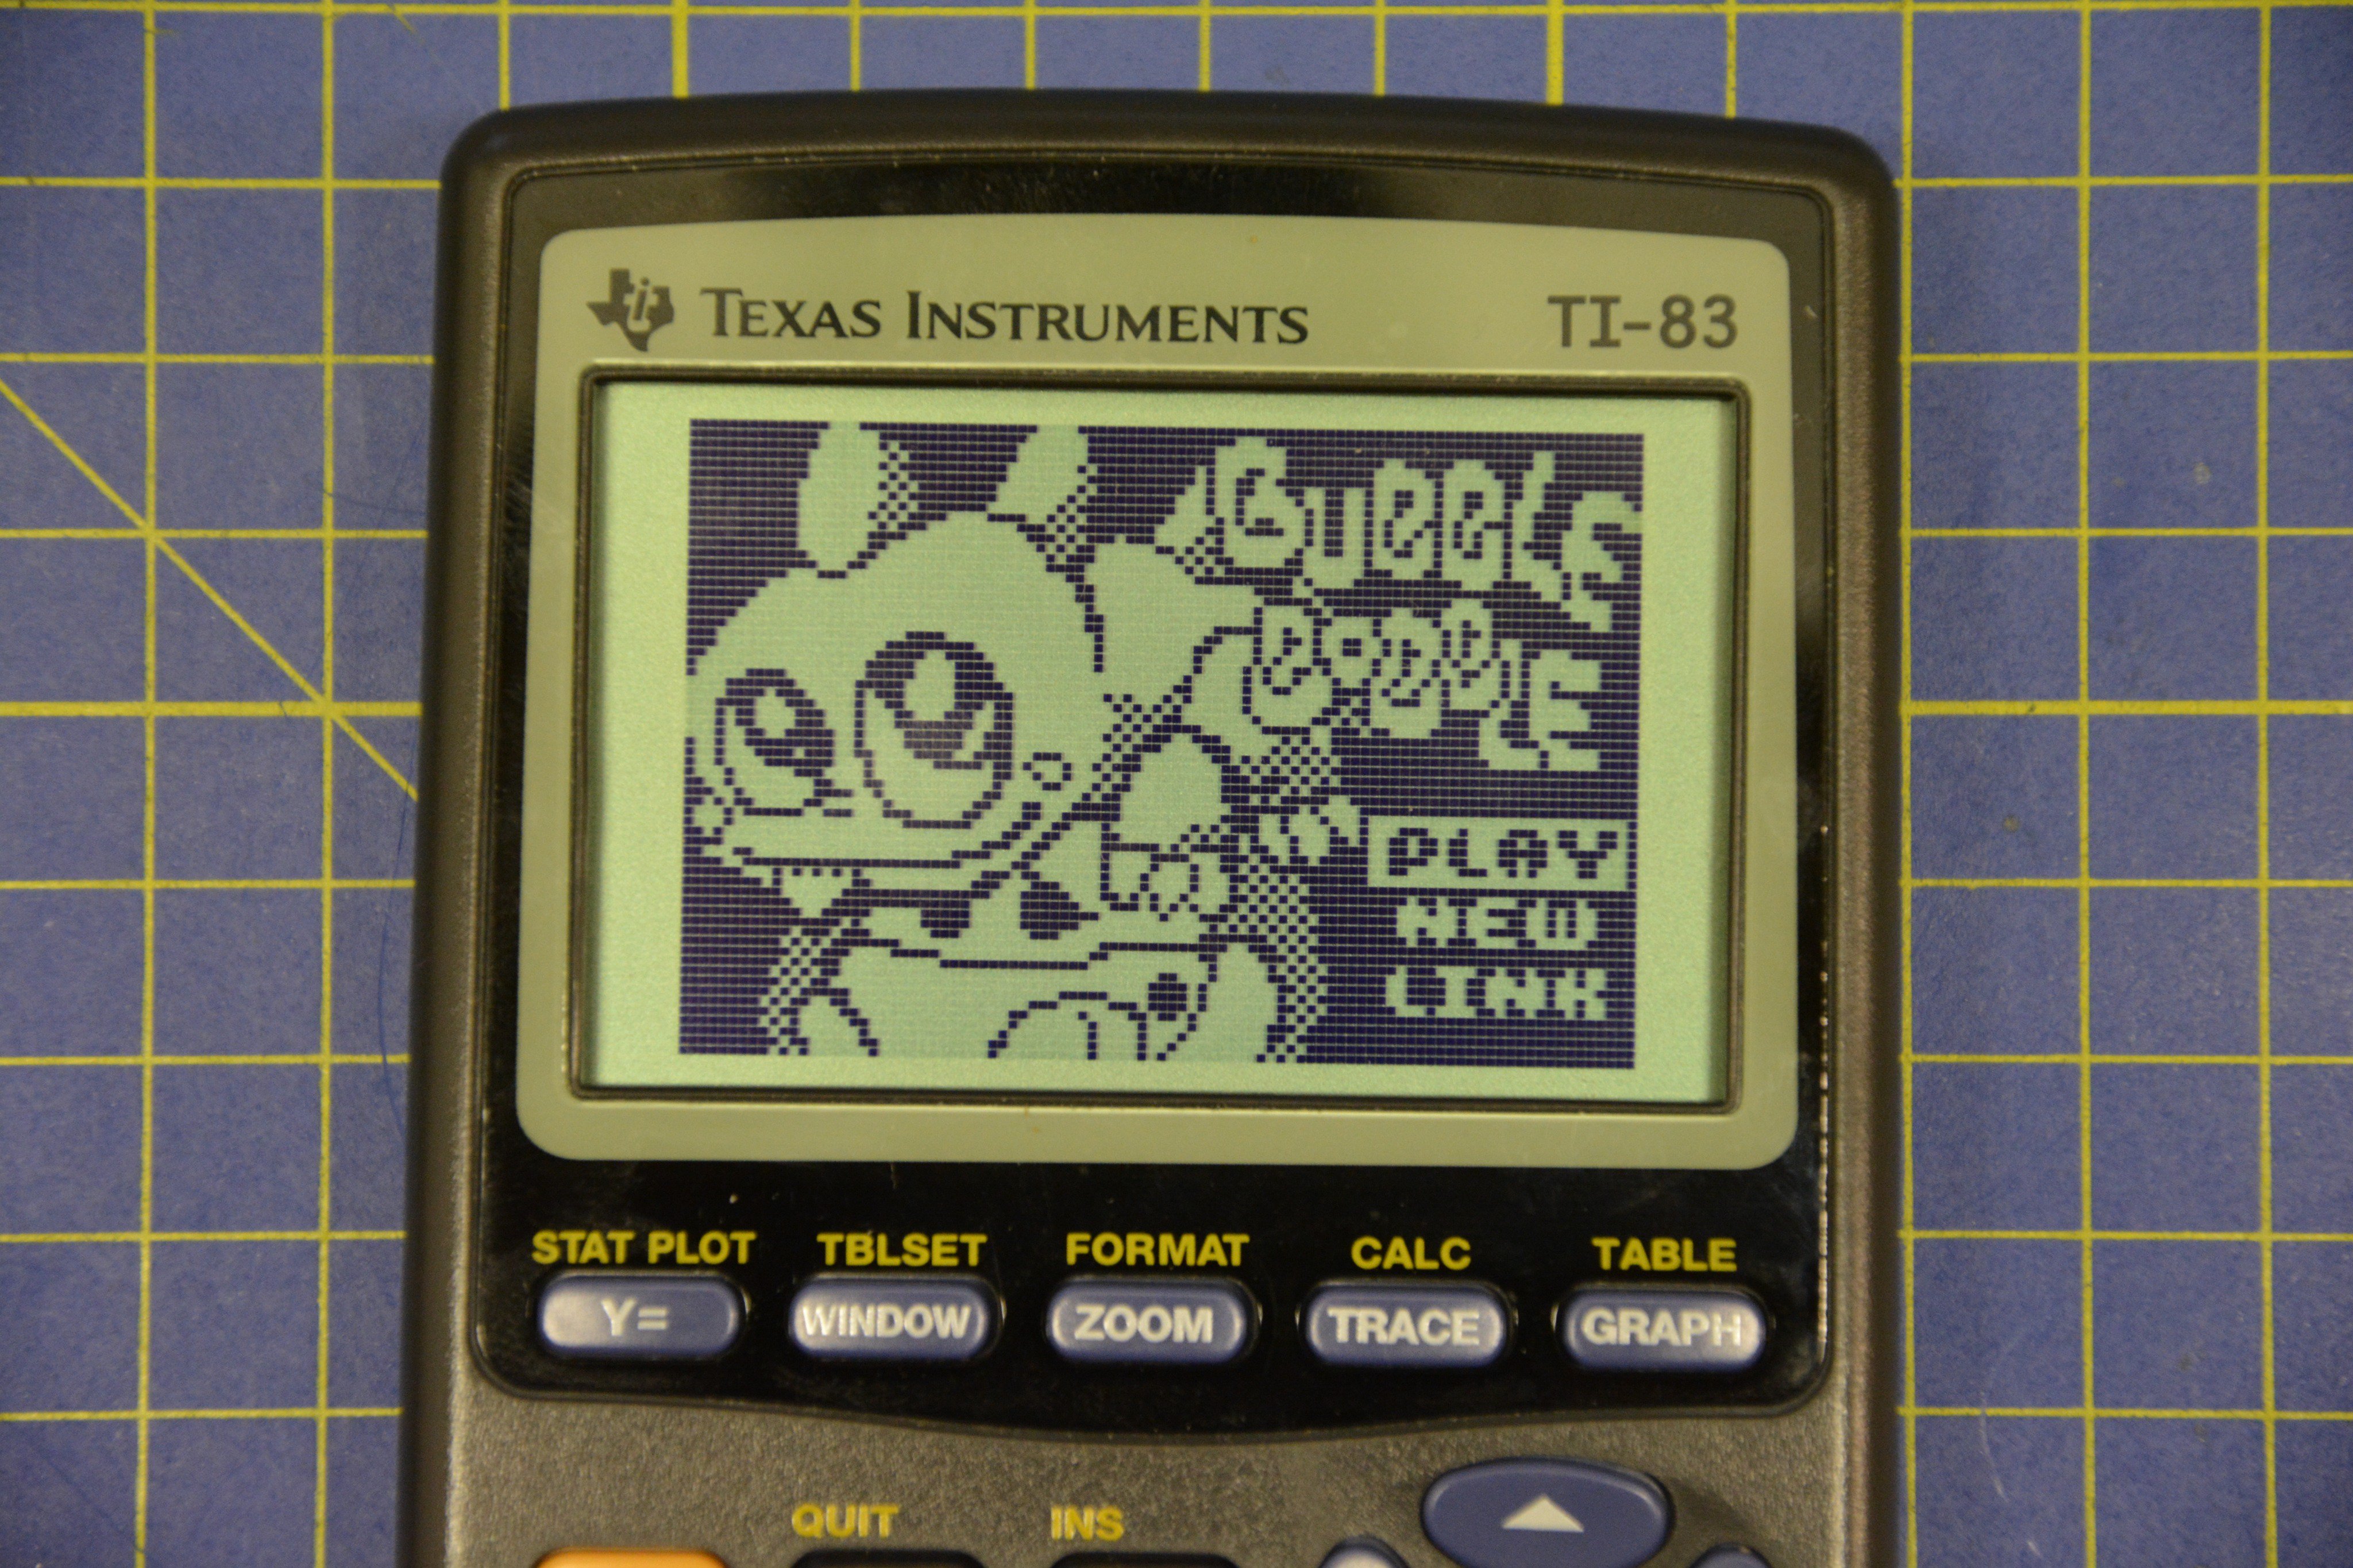 TEXAS INSTRUMENTS TI-83
BUBBLE
BOBBLE
PLAY
NEW
LINK
STAT PLOT TBLSET FORMAT CALC TABLE
Y= WINDOW ZOOM TRACE GRAPH
QUIT INS